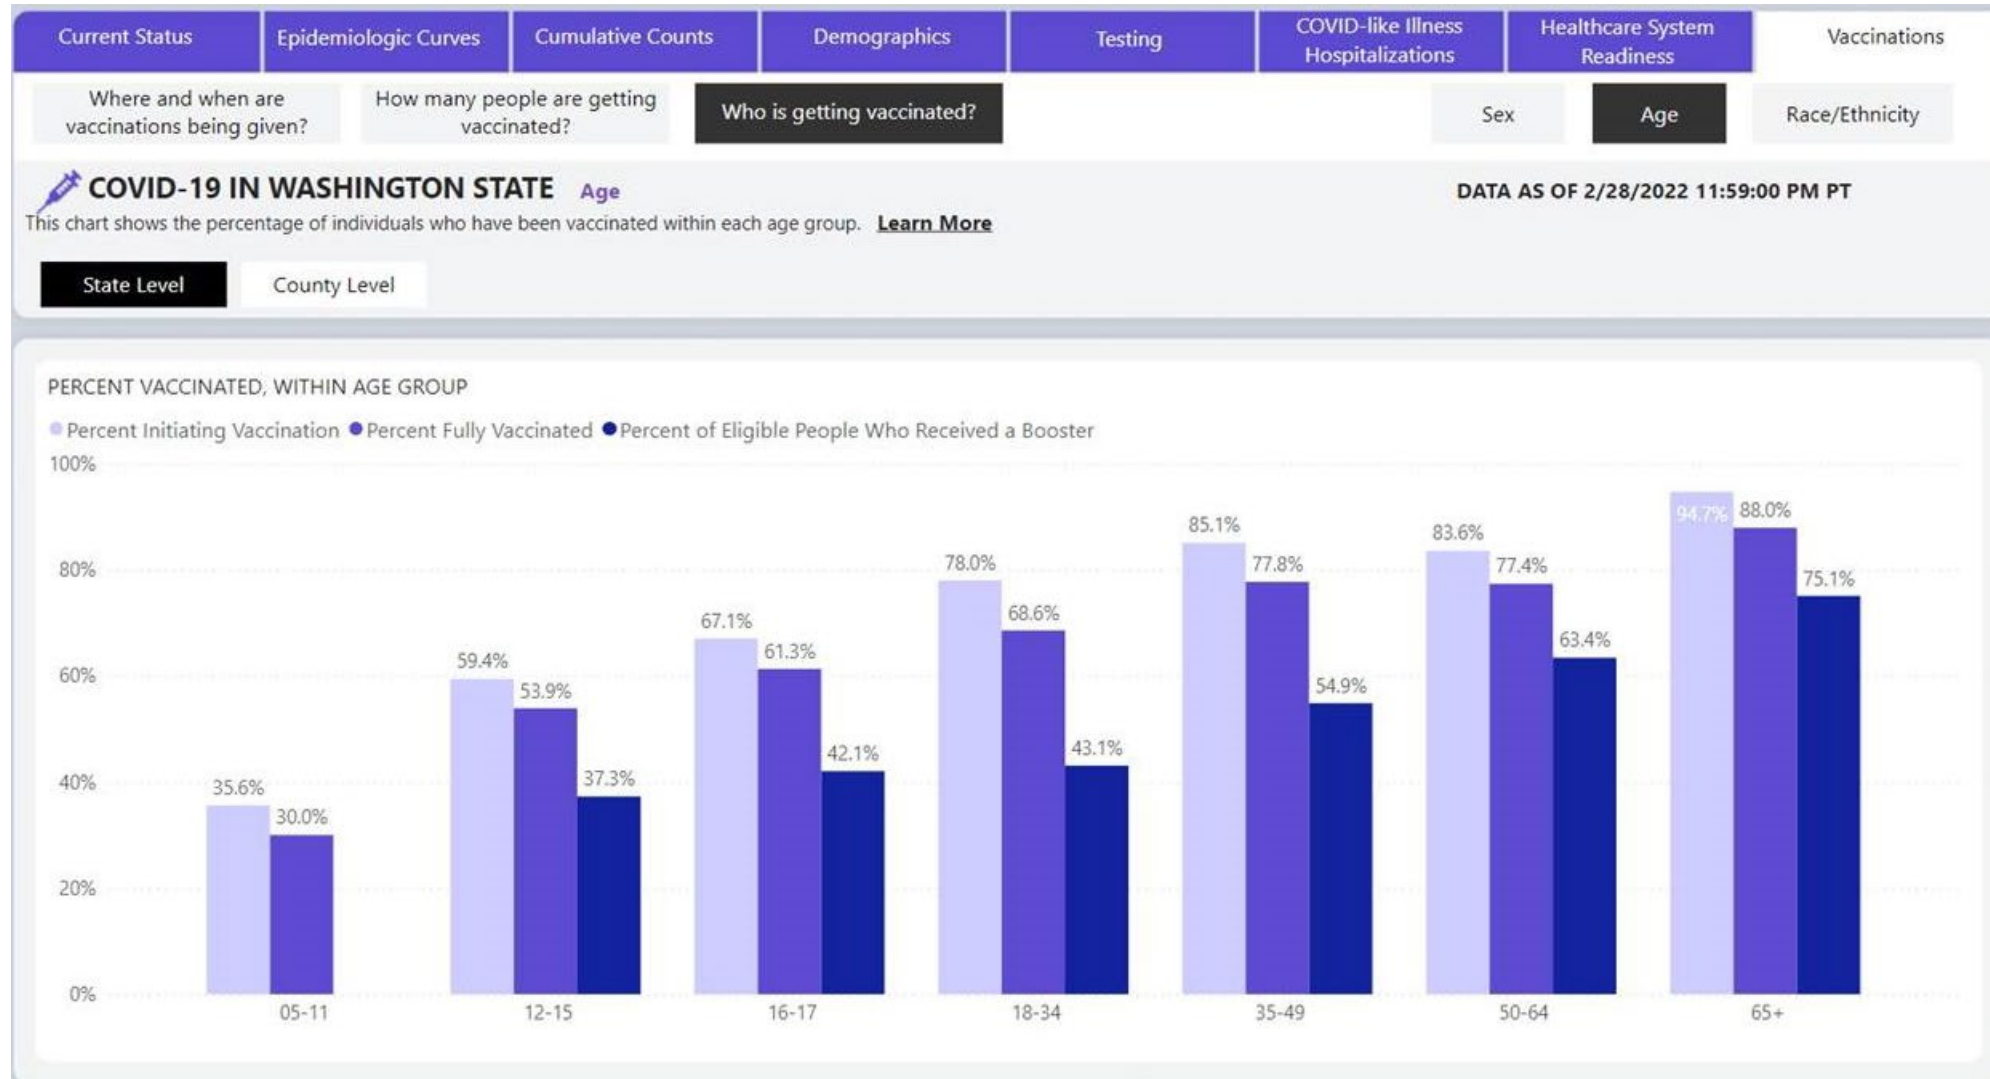 Current Status
Epidemiologic Curves
Cumulative Counts
Demographics
Testing
COVID-like Illness
Hospitalizations
Healthcare System
Readiness
Vaccinations
Where and when are
vaccinations being given?
How many people are getting
vaccinated?
Who is getting vaccinated?
Sex
Age
Race/Ethnicity
COVID-19 IN WASHINGTON STATE Age
DATA AS OF 2/28/2022 11:59:00 PM PT
This chart shows the percentage of individuals who have been vaccinated within each age group. Learn More
State Level
County Level
PERCENT VACCINATED, WITHIN AGE GROUP
Percent Initiating Vaccination Percent Fully Vaccinated Percent of Eligible People Who Received a Booster
100%
80%
60%
40%
20%
0%
35.6%
30.0%
59.4%
53.9%
37.3%
67.1%
61.3%
42.1%
78.0%
68.6%
43.1%
85.1%
77.8%
54.9%
83.6%
77.4%
63.4%
94.7%
88.0%
75.1%
05-11
12-15
16-17
18-34
35-49
50-64
65+